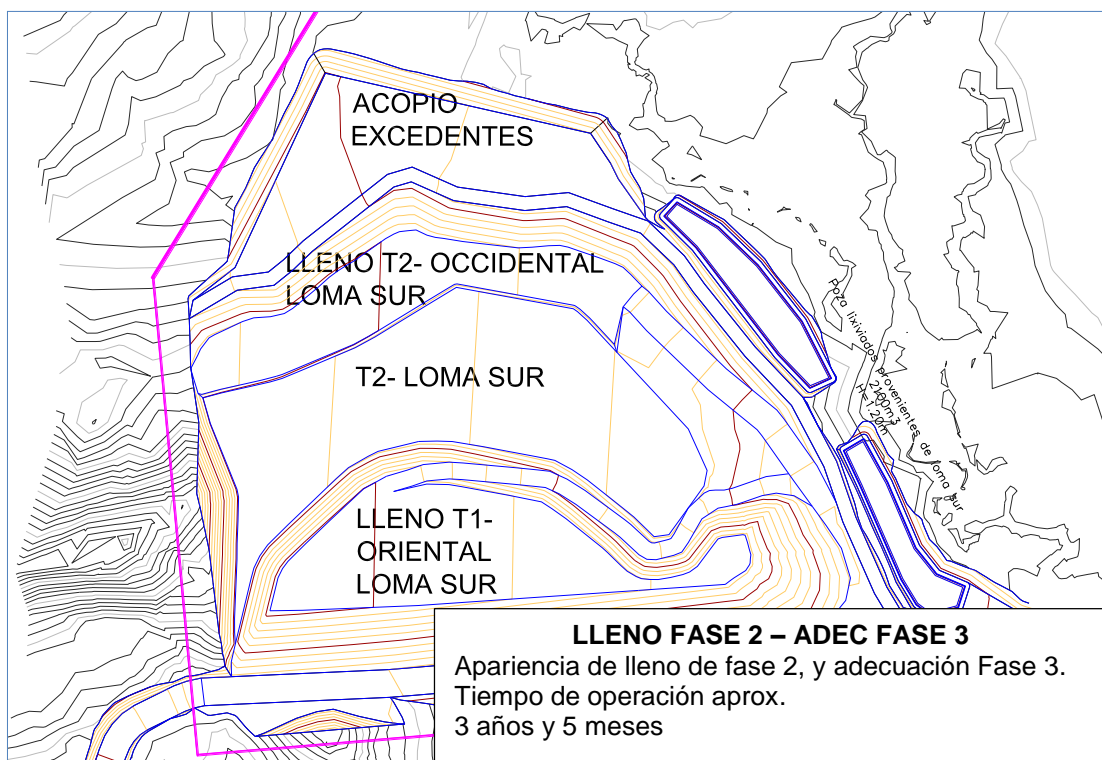 ACOPIO
EXCEDENTES
LLENO T2- OCCIDENTAL
LOMA SUR
T2- LOMA SUR
LLENO T1-
ORIENTAL
LOMA SUR
Poza lixiviados provenientes de loma sur
2100m3
H=1.20m
LLENO FASE 2 – ADEC FASE 3
Apariencia de lleno de fase 2, y adecuación Fase 3.
Tiempo de operación aprox.
3 años y 5 meses